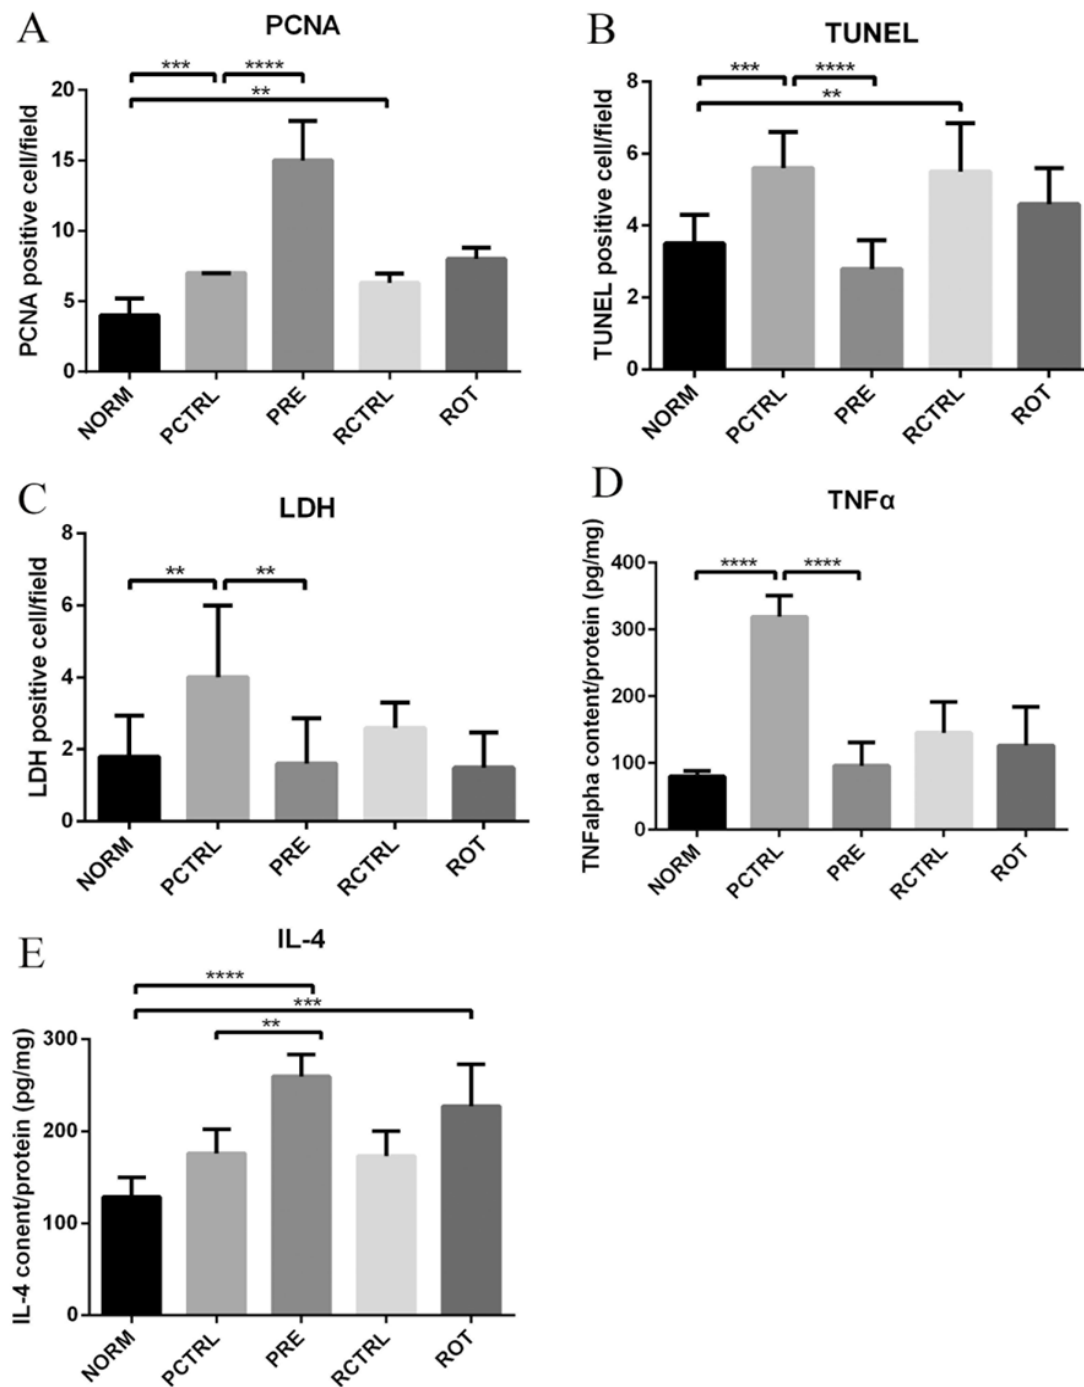 A
PCNA
PCNA positive cell/field
20
15
10
5
0
***
****
**
NORM
PCTRL
PRE
RCTRL
ROT
B
TUNEL
TUNEL positive cell/field
8
6
4
2
0
***
****
**
NORM
PCTRL
PRE
RCTRL
ROT
C
LDH
LDH positive cell/field
8
6
4
2
0
**
**
NORM
PCTRL
PRE
RCTRL
ROT
D
TNFα
TNFalpha content/protein (pg/mg)
400
300
200
100
0
****
****
NORM
PCTRL
PRE
RCTRL
ROT
E
IL-4
IL-4 conent/protein (pg/mg)
300
200
100
0
****
***
**
NORM
PCTRL
PRE
RCTRL
ROT